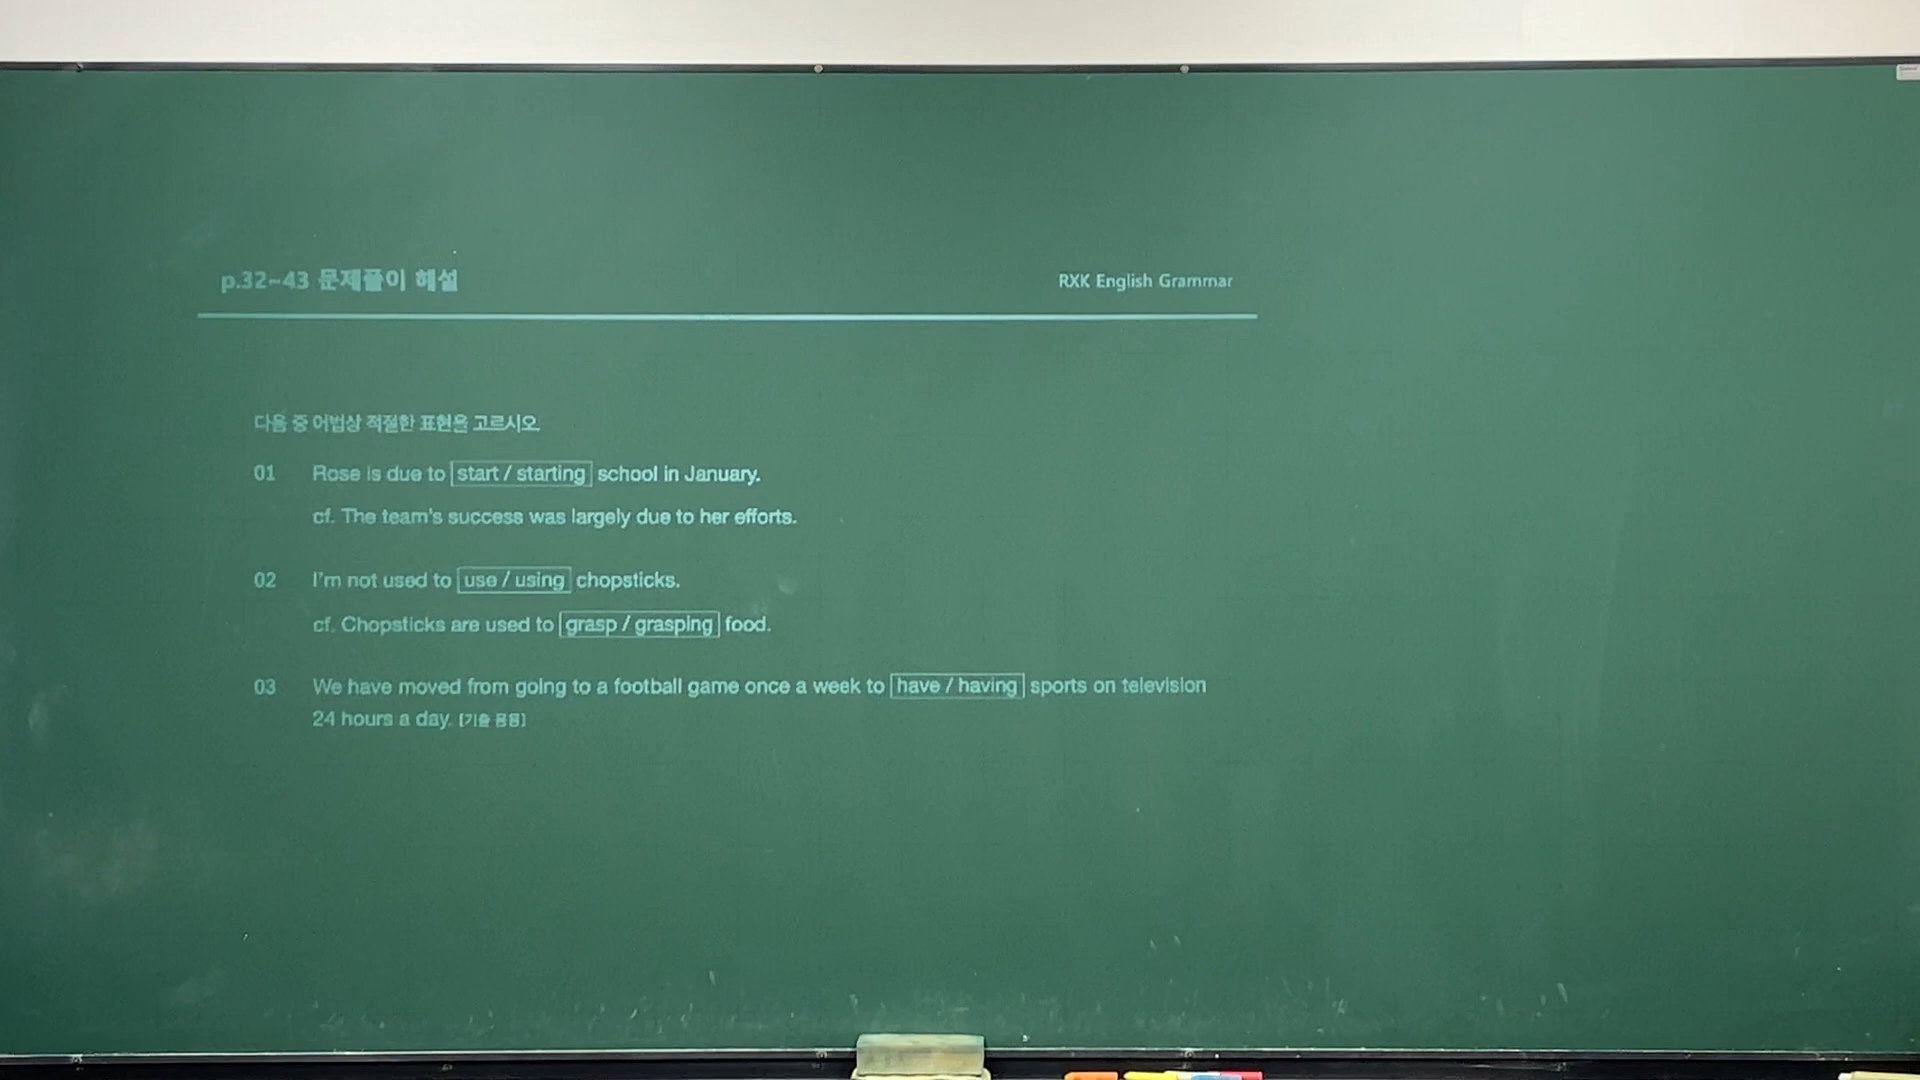 p.32~43 문제풀이 해설
RXK English Grammar
다음 중 어법상 적절한 표현을 고르시오.
01 Rose is due to start / starting school in January.
cf. The team's success was largely due to her efforts.
02 I'm not used to use / using chopsticks.
cf. Chopsticks are used to grasp / grasping food.
03 We have moved from going to a football game once a week to have / having sports on television
24 hours a day. [기출 응용]